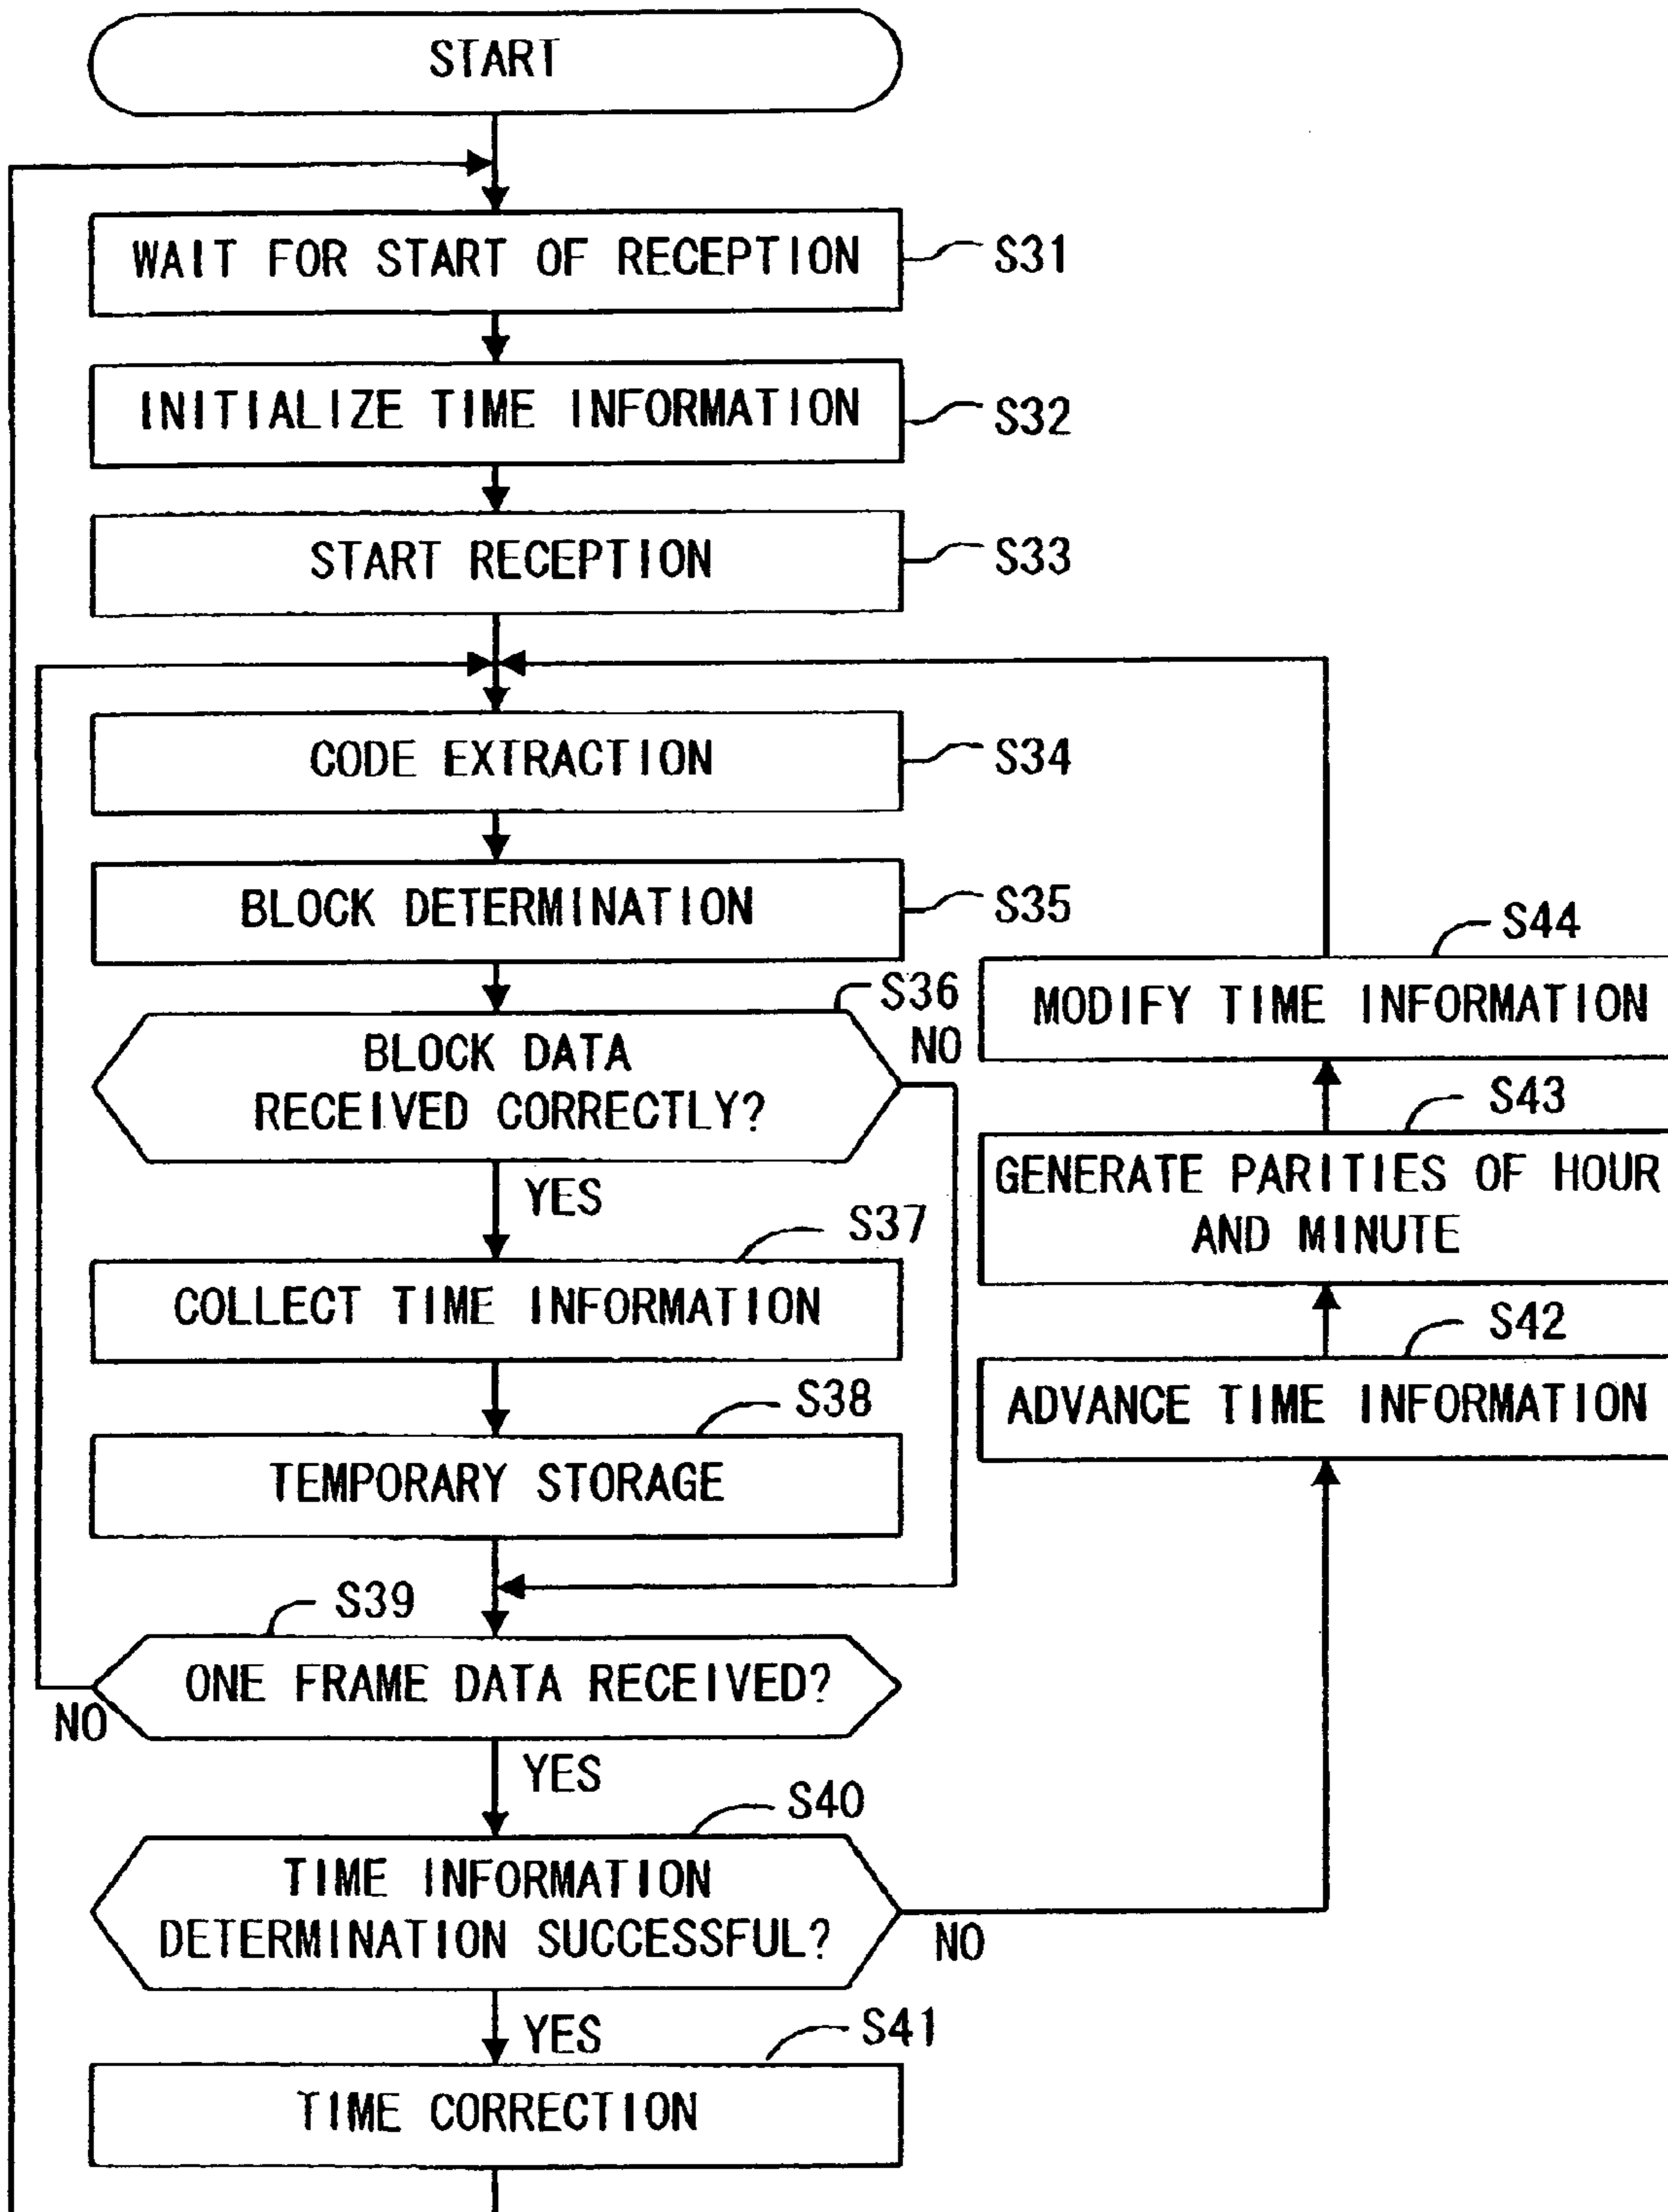 START
WAIT FOR START OF RECEPTION
S31
INITIALIZE TIME INFORMATION
S32
START RECEPTION
S33
CODE EXTRACTION
S34
BLOCK DETERMINATION
S35
S36
BLOCK DATA
RECEIVED CORRECTLY?
NO
YES
S37
COLLECT TIME INFORMATION
S38
TEMPORARY STORAGE
S39
ONE FRAME DATA RECEIVED?
NO
YES
S40
TIME INFORMATION
DETERMINATION SUCCESSFUL?
NO
YES
S41
TIME CORRECTION
S44
MODIFY TIME INFORMATION
S43
GENERATE PARITIES OF HOUR
AND MINUTE
S42
ADVANCE TIME INFORMATION